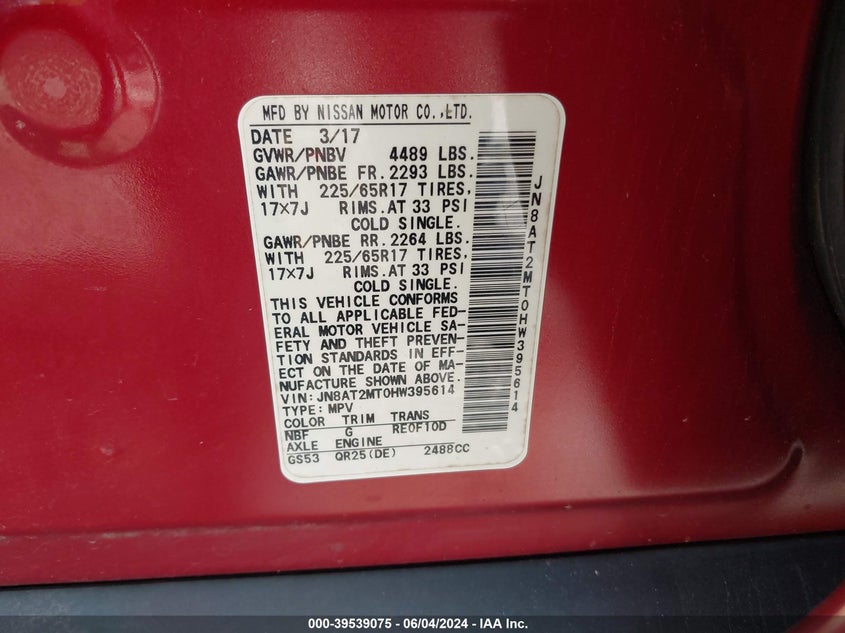 MFD BY NISSAN MOTOR CO.,LTD.
DATE 3/17
GVWR/PNBV 4489 LBS.
GAWR/PNBE FR. 2293 LBS.
WITH 225/65R17 TIRES,
17×7J RIMS.AT 33 PSI
COLD SINGLE.
GAWR/PNBE RR. 2264 LBS.
WITH 225/65R17 TIRES,
17×7J RIMS.AT 33 PSI
COLD SINGLE.
THIS VEHICLE CONFORMS
TO ALL APPLICABLE FED-
ERAL MOTOR VEHICLE SA-
FETY AND THEFT PREVEN-
TION STANDARDS IN EFF-
ECT ON THE DATE OF MA-
NUFACTURE SHOWN ABOVE.
VIN: JN8AT2MT0HW395614
TYPE: MPV
COLOR TRIM TRANS
NBF G RE0F10D
AXLE ENGINE
GS53 QR25(DE) 2488CC
JN8AT2MT0HW395614
000-39539075 - 06/04/2024 - IAA Inc.